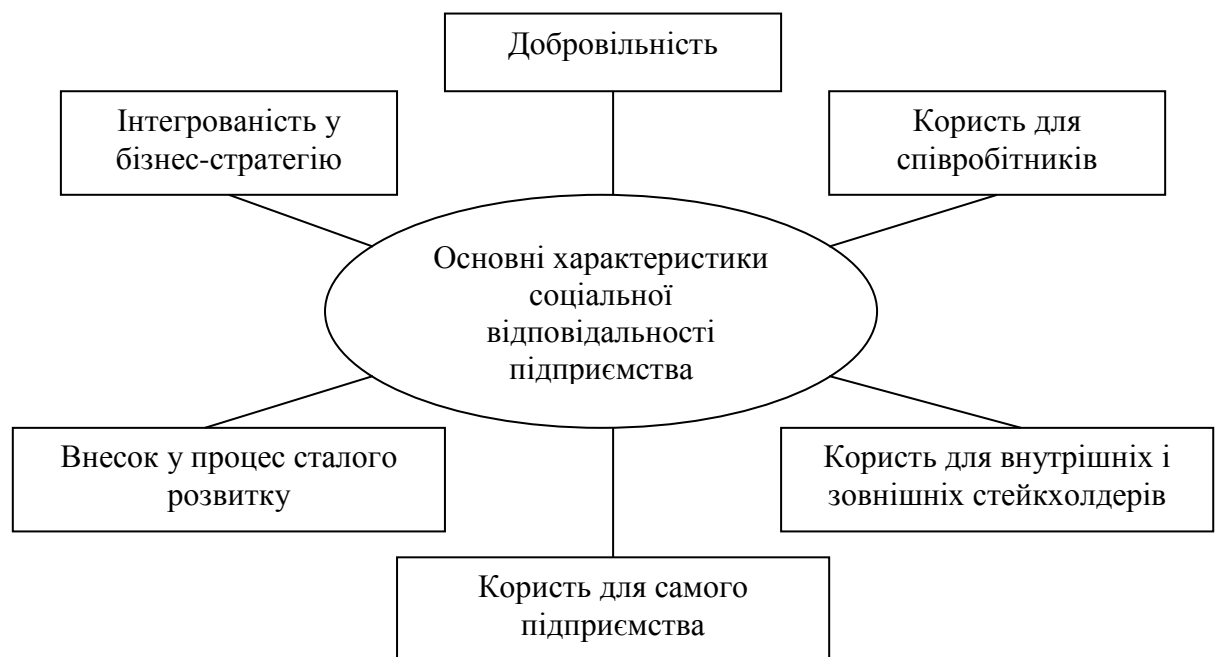 Добровільність
Інтегрованість у
бізнес-стратегію
Користь для
співробітників
Основні характеристики
соціальної
відповідальності
підприємства
Внесок у процес сталого
розвитку
Користь для внутрішніх і
зовнішніх стейкхолдерів
Користь для самого
підприємства